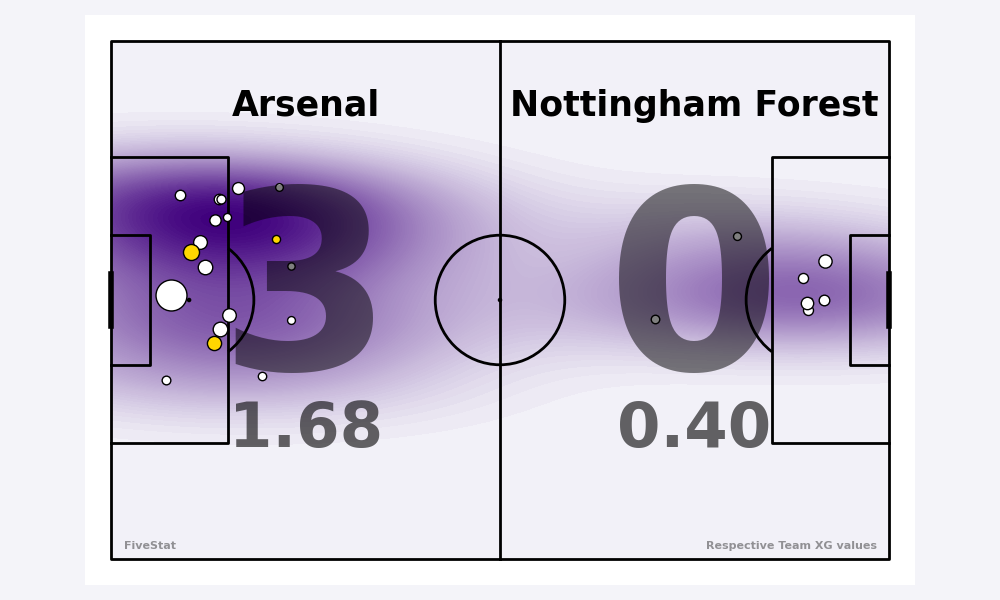 Arsenal
Nottingham Forest
3
0
1.68
0.40
FiveStat
Respective Team XG values